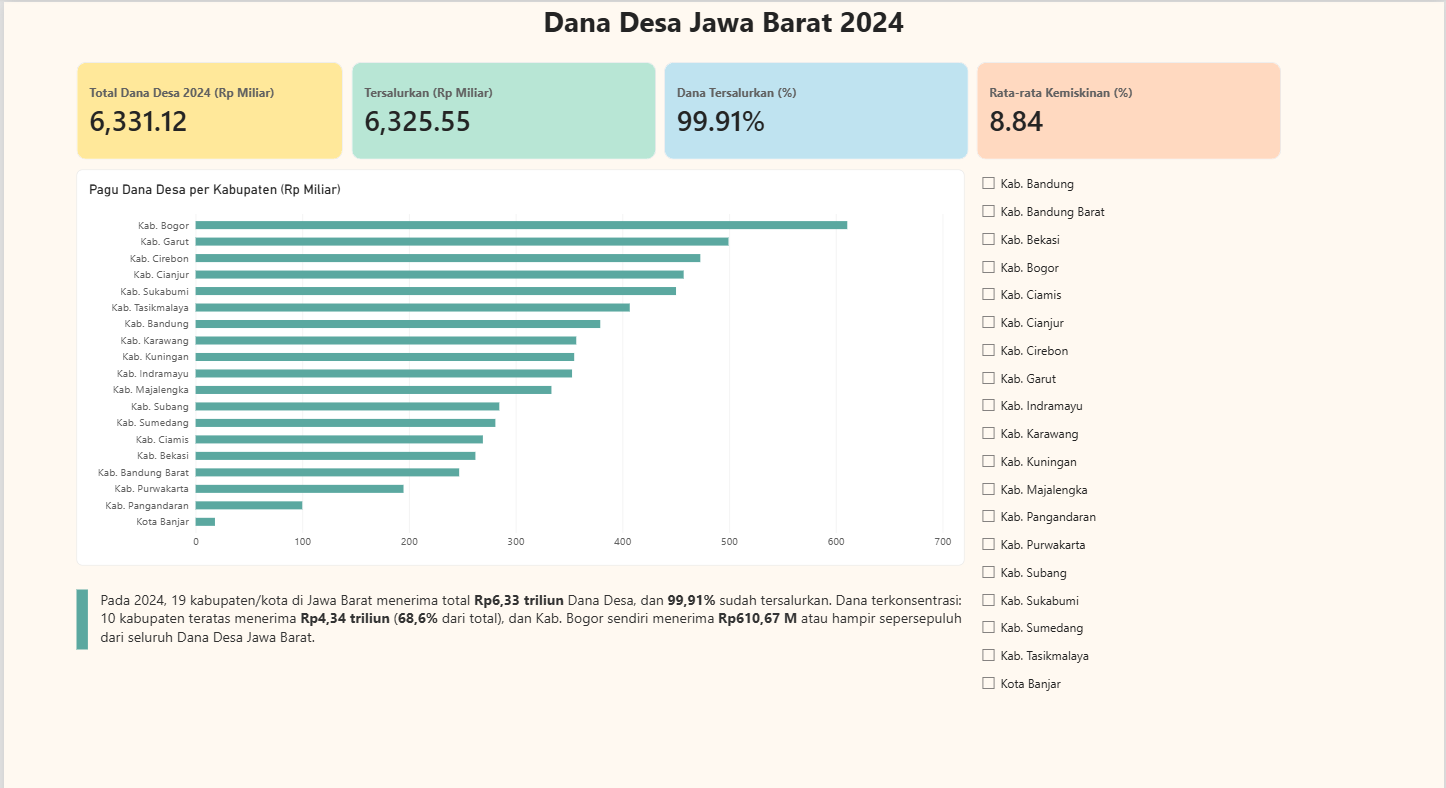 Dana Desa Jawa Barat 2024
Total Dana Desa 2024 (Rp Miliar)
6,331.12
Tersalurkan (Rp Miliar)
6,325.55
Dana Tersalurkan (%)
99.91%
Rata-rata Kemiskinan (%)
8.84
Pagu Dana Desa per Kabupaten (Rp Miliar)
Kab. Bogor
Kab. Garut
Kab. Cirebon
Kab. Cianjur
Kab. Sukabumi
Kab. Tasikmalaya
Kab. Bandung
Kab. Karawang
Kab. Kuningan
Kab. Indramayu
Kab. Majalengka
Kab. Subang
Kab. Sumedang
Kab. Ciamis
Kab. Bekasi
Kab. Bandung Barat
Kab. Purwakarta
Kab. Pangandaran
Kota Banjar
0 100 200 300 400 500 600 700
Kab. Bandung
Kab. Bandung Barat
Kab. Bekasi
Kab. Bogor
Kab. Ciamis
Kab. Cianjur
Kab. Cirebon
Kab. Garut
Kab. Indramayu
Kab. Karawang
Kab. Kuningan
Kab. Majalengka
Kab. Pangandaran
Kab. Purwakarta
Kab. Subang
Kab. Sukabumi
Kab. Sumedang
Kab. Tasikmalaya
Kota Banjar
Pada 2024, 19 kabupaten/kota di Jawa Barat menerima total Rp6,33 triliun Dana Desa, dan 99,91% sudah tersalurkan. Dana terkonsentrasi:
10 kabupaten teratas menerima Rp4,34 triliun (68,6% dari total), dan Kab. Bogor sendiri menerima Rp610,67 M atau hampir sepersepuluh
dari seluruh Dana Desa Jawa Barat.